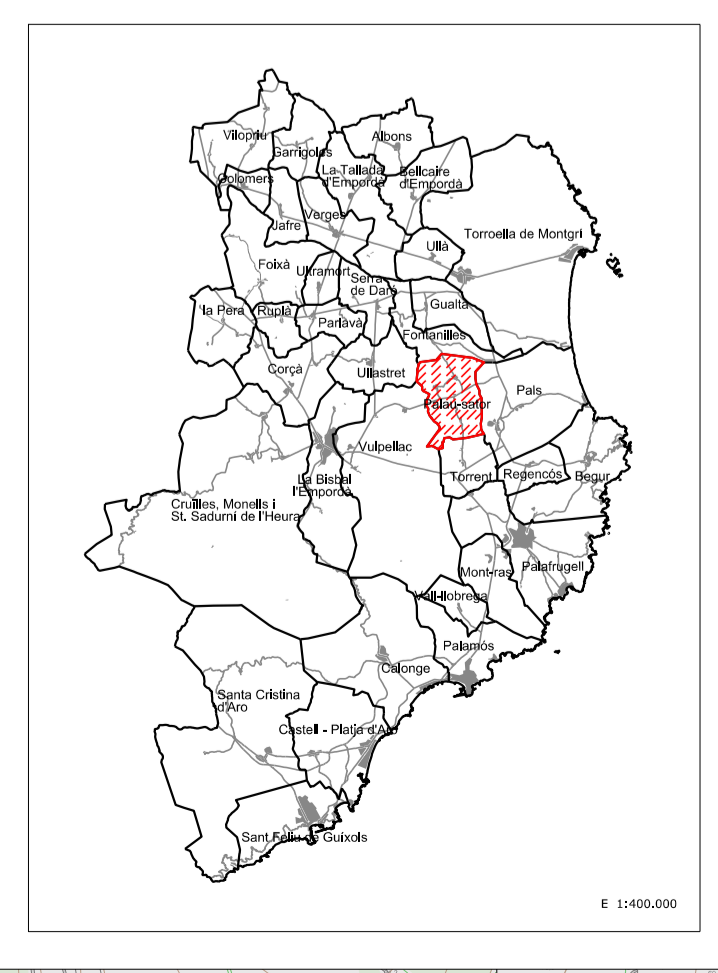 Vilopriu
Albons
Garrigoles
La Tallada
d'Empordà
Bellcaire
d'Empordà
Colomers
Verges
Jafre
Torroella de Montgrí
Ullà
Foixà
Ultramort
Serra
de Daró
Gualta
la Pera
Rupià
Parlavà
Fontanilles
Corçà
Ullastret
Pals
Palau-sator
Vulpellac
La Bisbal
l'Empordà
Torrent
Regencós
Begur
Cruïlles, Monells i
St. Sadurní de l'Heura
Mont-ras
Palafrugell
Vall-llobrega
Palamós
Calonge
Santa Cristina
d'Aro
Castell - Platja d'Aro
Sant Feliu de Guíxols
E 1:400.000